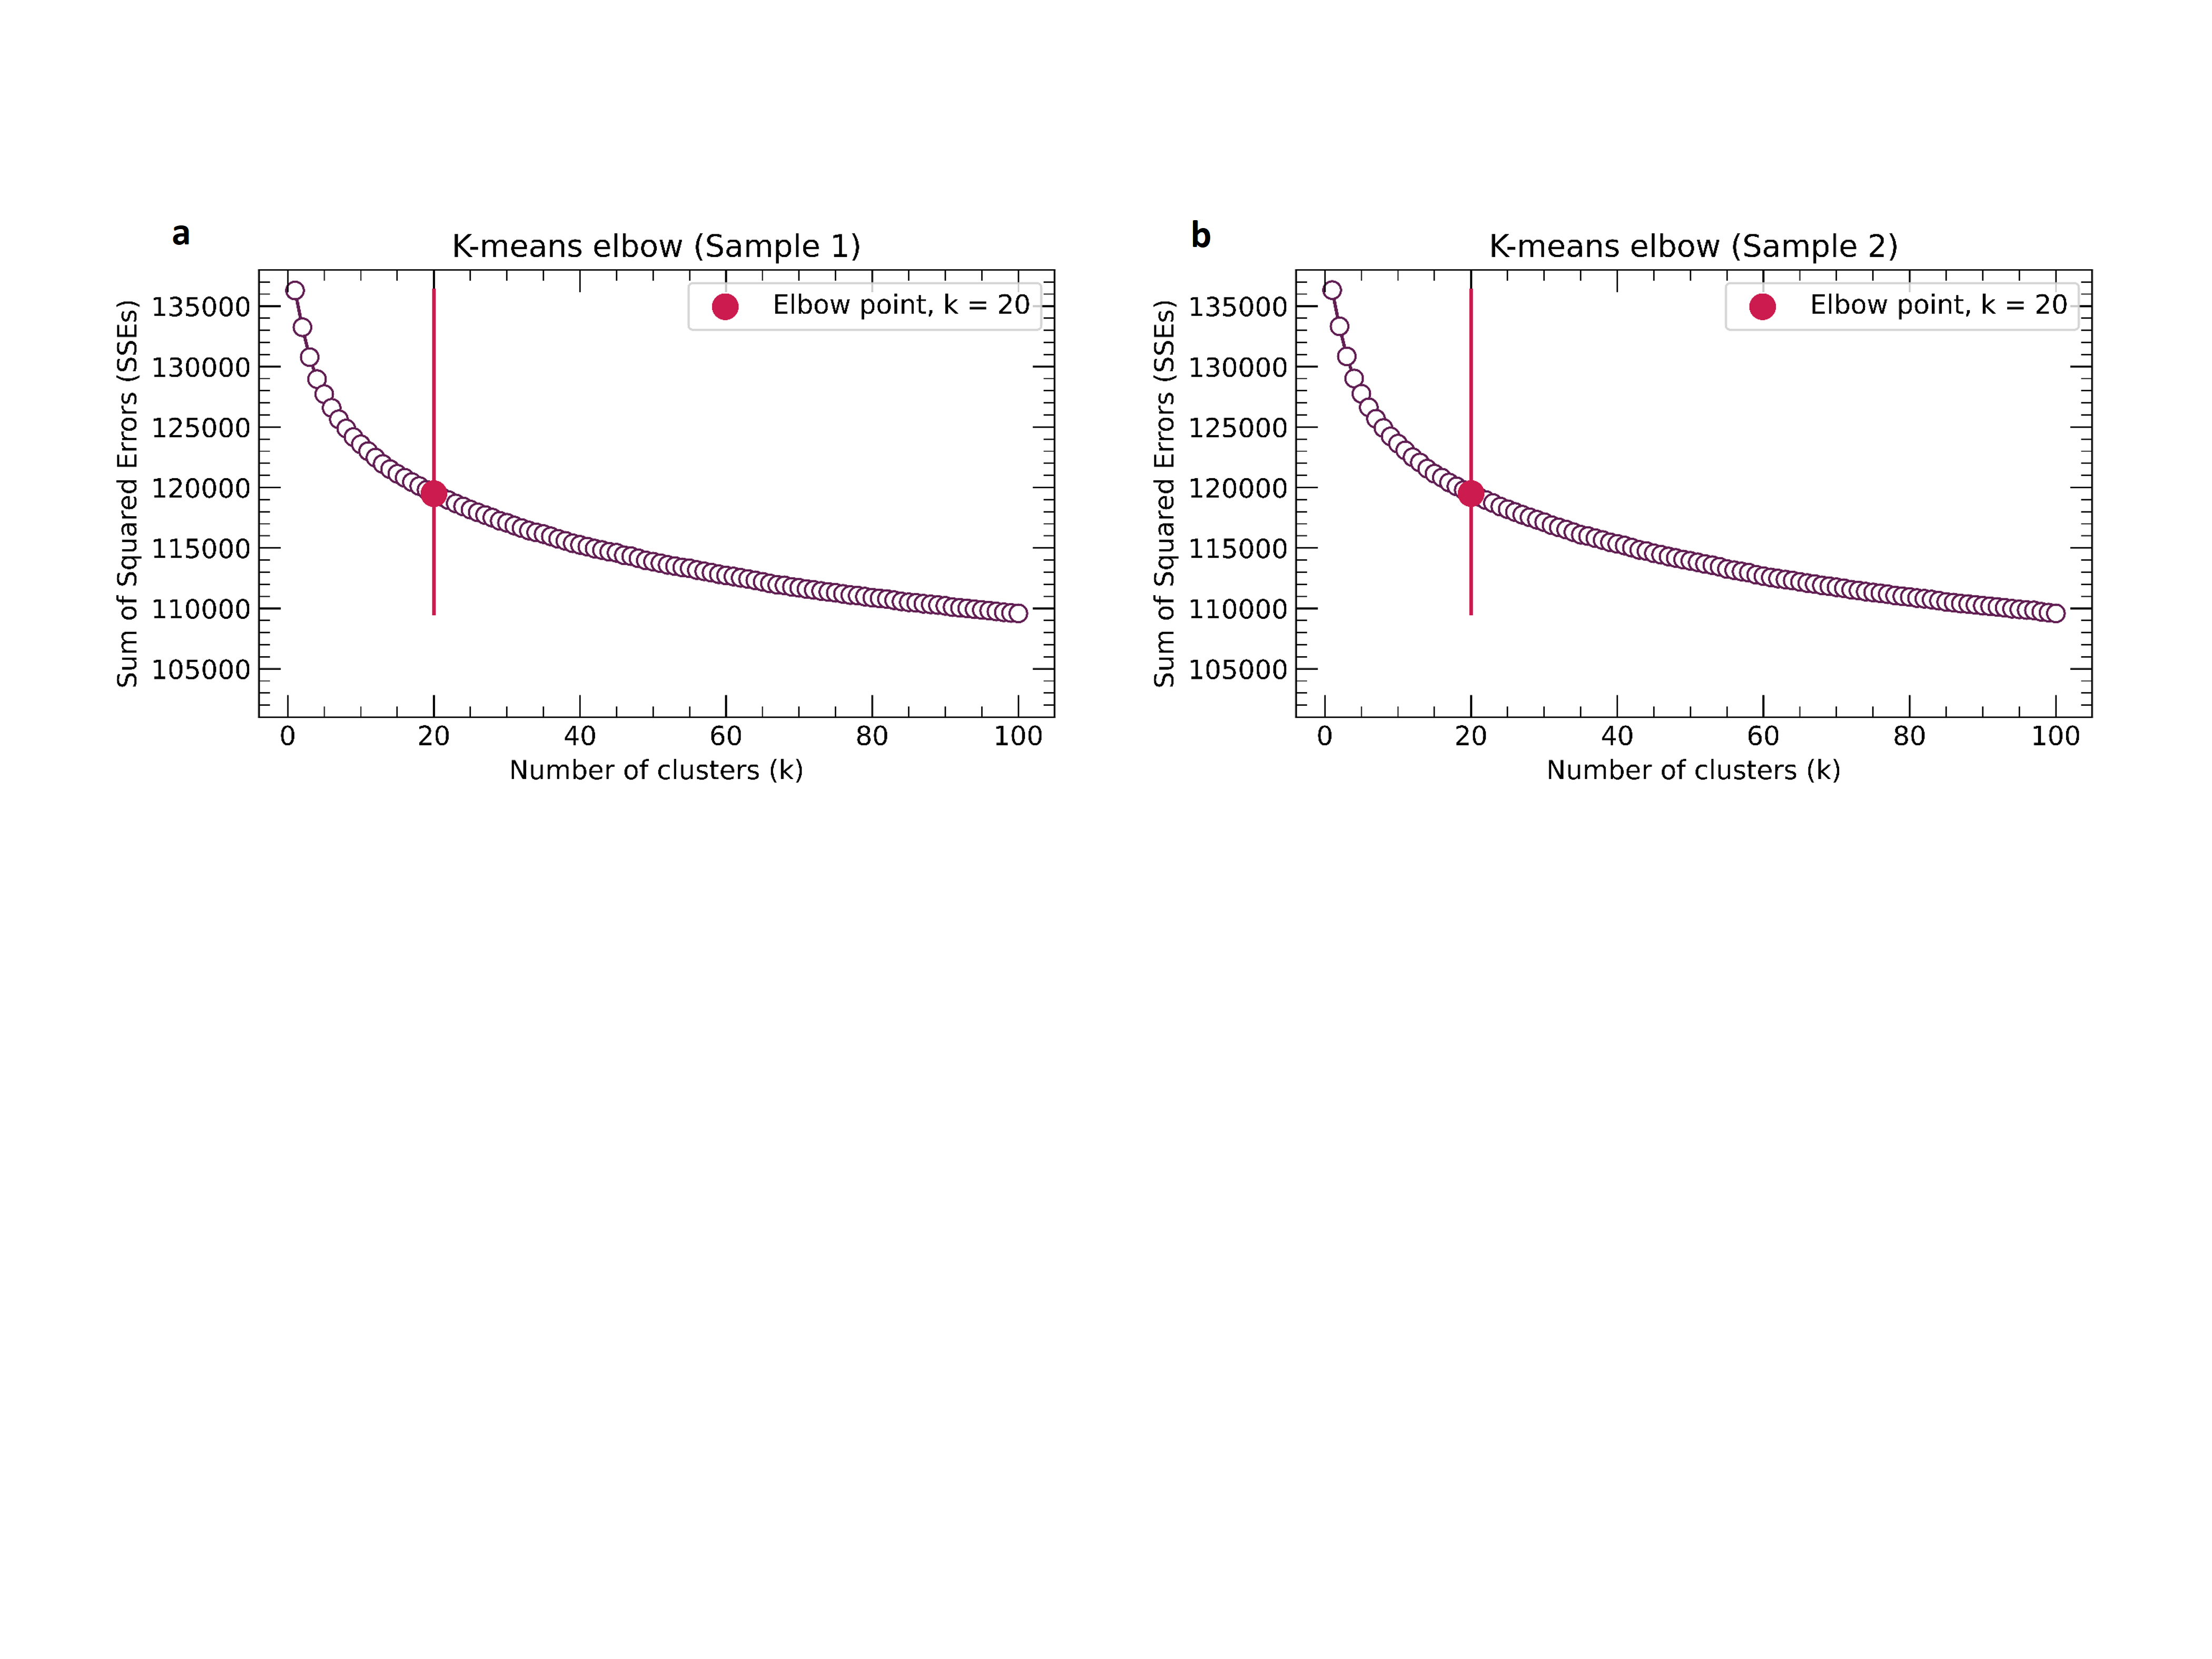 a
K-means elbow (Sample 1)
Elbow point, k = 20
Sum of Squared Errors (SSEs)
135000
130000
125000
120000
115000
110000
105000
0 20 40 60 80 100
Number of clusters (k)
b
K-means elbow (Sample 2)
Elbow point, k = 20
Sum of Squared Errors (SSEs)
135000
130000
125000
120000
115000
110000
105000
0 20 40 60 80 100
Number of clusters (k)